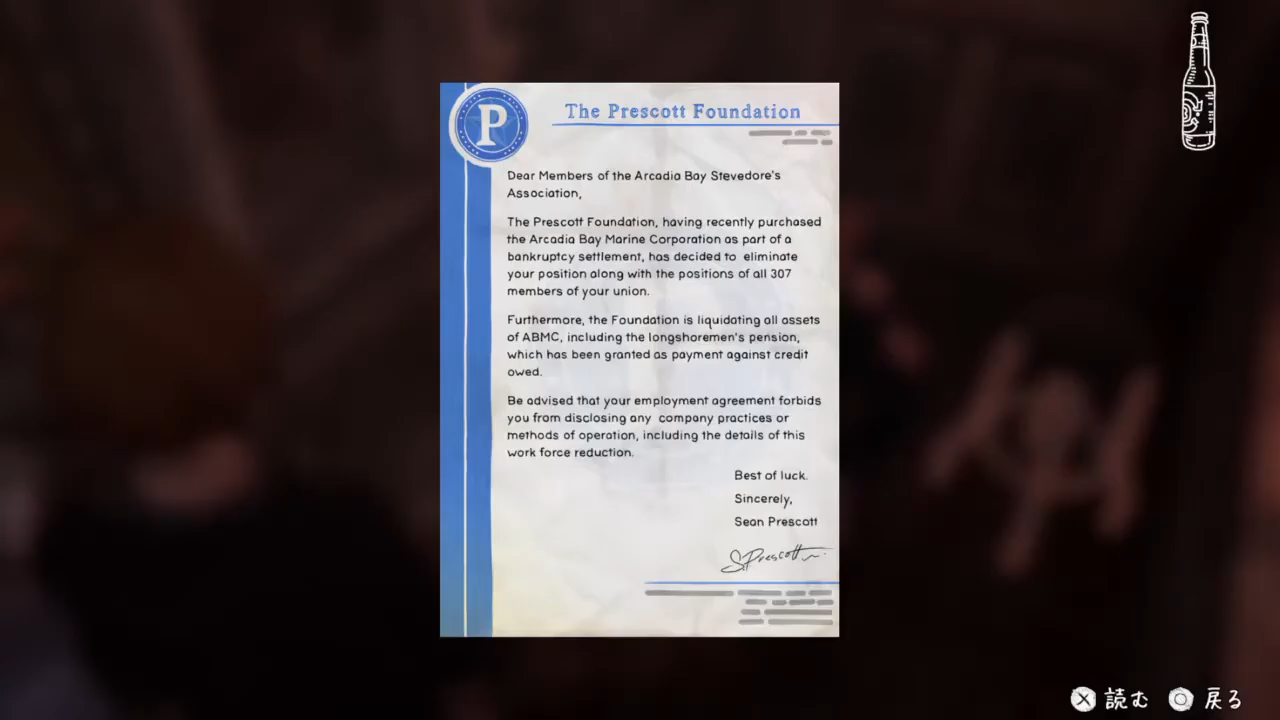 P
The Prescott Foundation
Dear Members of the Arcadia Bay Stevedore's
Association,
The Prescott Foundation, having recently purchased
the Arcadia Bay Marine Corporation as part of a
bankruptcy settlement, has decided to eliminate
your position along with the positions of all 307
members of your union.
Furthermore, the Foundation is liquidating all assets
of ABMC, including the longshoremen's pension,
which has been granted as payment against credit
owed.
Be advised that your employment agreement forbids
you from disclosing any company practices or
methods of operation, including the details of this
work force reduction.
Best of luck.
Sincerely,
Sean Prescott
S.Prescott
読む 戻る